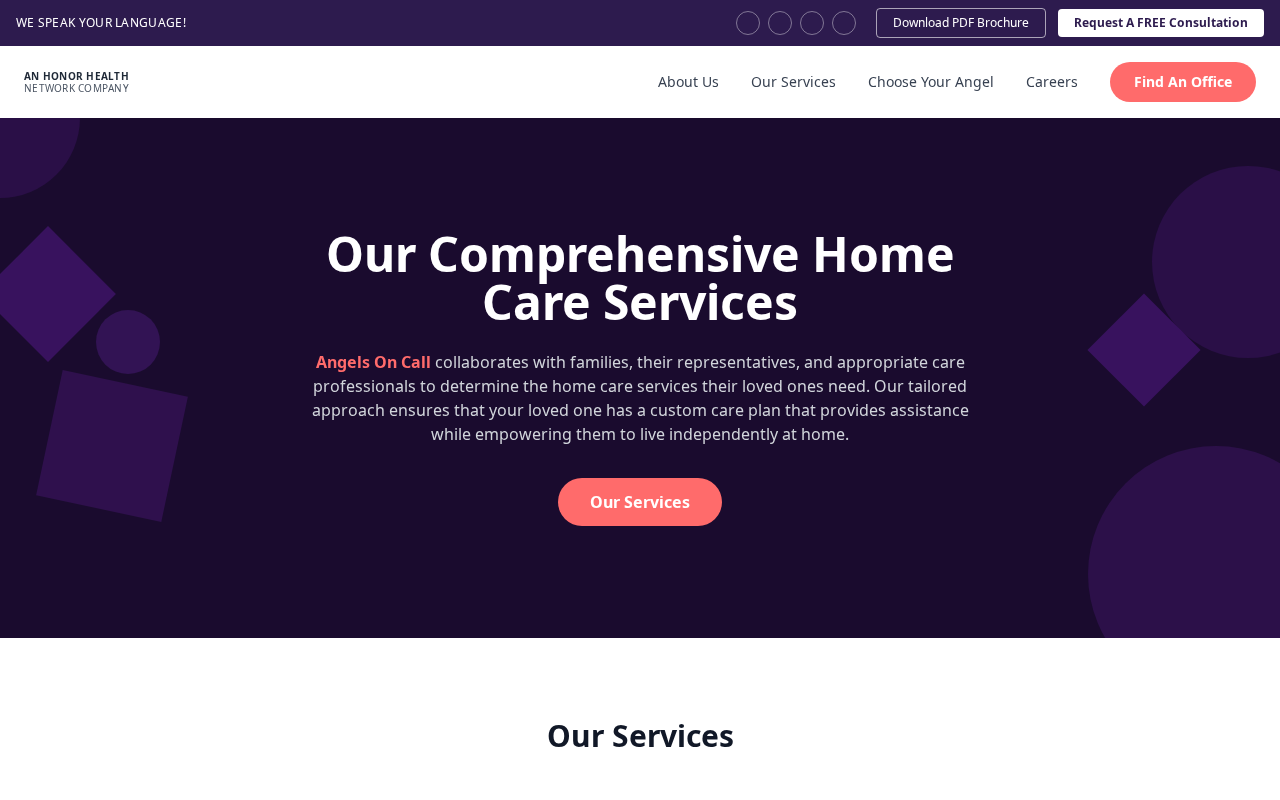 WE SPEAK YOUR LANGUAGE!
Download PDF Brochure
Request A FREE Consultation
AN HONOR HEALTH
NETWORK COMPANY
About Us
Our Services
Choose Your Angel
Careers
Find An Office
Our Comprehensive Home
Care Services
Angels On Call collaborates with families, their representatives, and appropriate care
professionals to determine the home care services their loved ones need. Our tailored
approach ensures that your loved one has a custom care plan that provides assistance
while empowering them to live independently at home.
Our Services
Our Services